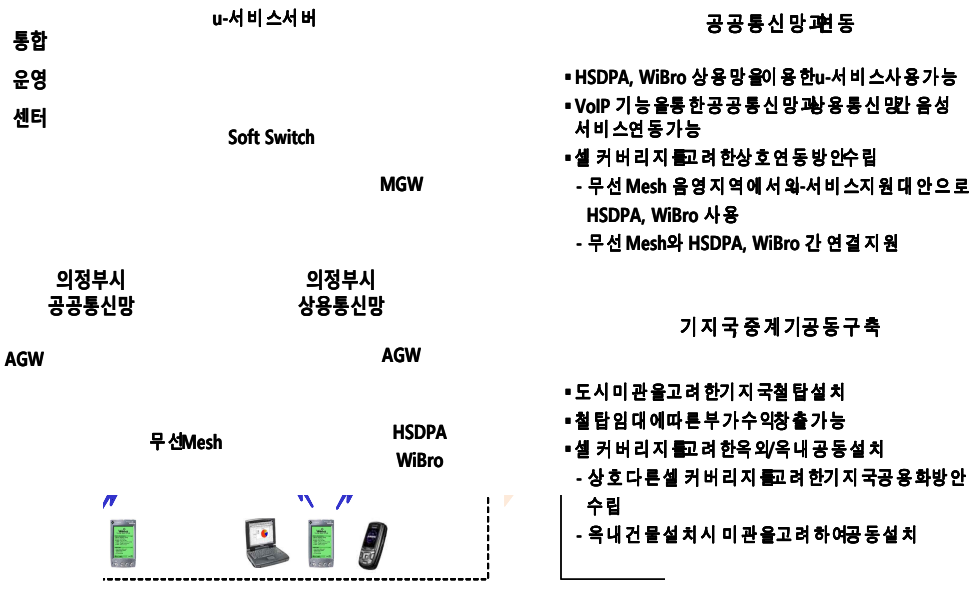 u-서비스서버
통합
운영
센터
Soft Switch
MGW
의정부시
공공통신망
의정부시
상용통신망
AGW
AGW
무선Mesh
HSDPA
WiBro
공공통신망과 연동
▪ HSDPA, WiBro 상용망을 이용한 u-서비스 사용 가능
▪ VoIP 기능을 통한 공공통신망과 상용통신망간 음성
서비스 연동 가능
▪ 셀 커버리지를 고려한 상호 연동 방안 수립
- 무선 Mesh 음영지역에서의 u-서비스 지원 대안으로
HSDPA, WiBro 사용
- 무선 Mesh와 HSDPA, WiBro 간 연결 지원
기지국, 중계기 공동 구축
▪ 도시미관을 고려한 기지국 철탑 설치
▪ 철탑 임대에 따른 부가수익 창출 가능
▪ 셀 커버리지를 고려한 옥외/옥내 공동 설치
- 상호 다른 셀 커버리지를 고려한 기지국 공용화 방안
수립
- 옥내 건물 설치시 미관을 고려하여 공동 설치